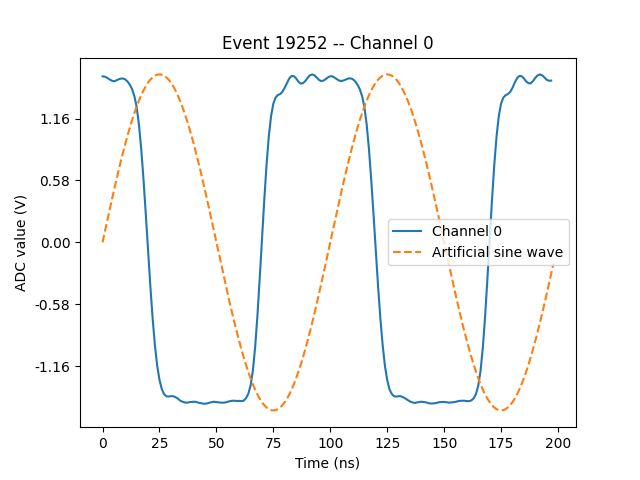 Event 19252 -- Channel 0
ADC value (V)
1.16
0.58
0.00
-0.58
-1.16
Channel 0
Artificial sine wave
0 25 50 75 100 125 150 175 200
Time (ns)